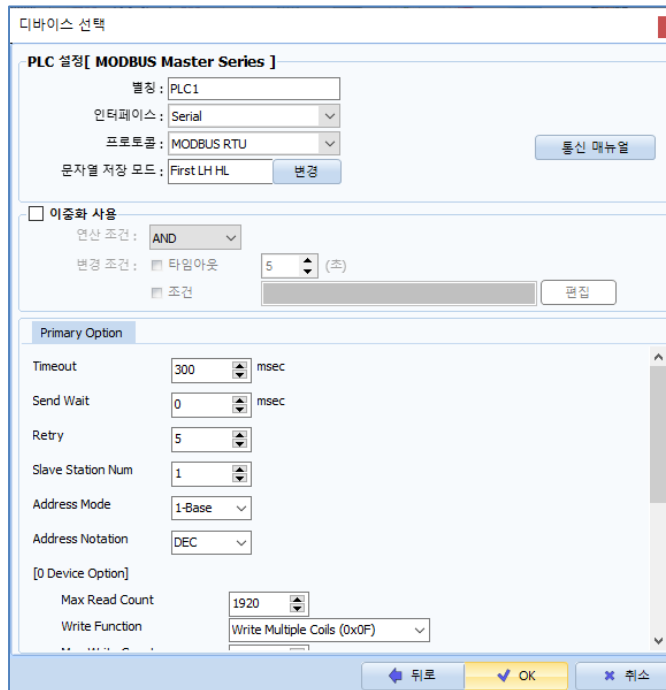 디바이스 선택
PLC 설정[ MODBUS Master Series ]
별칭 : PLC1
인터페이스 : Serial
프로토콜 : MODBUS RTU
통신 매뉴얼
문자열 저장 모드 : First LH HL 변경
이중화 사용
연산 조건 : AND
변경 조건 : 타임아웃 5 (초)
조건 편집
Primary Option
Timeout 300 msec
Send Wait 0 msec
Retry 5
Slave Station Num 1
Address Mode 1-Base
Address Notation DEC
[0 Device Option]
Max Read Count 1920
Write Function Write Multiple Coils (0x0F)
뒤로 OK 취소